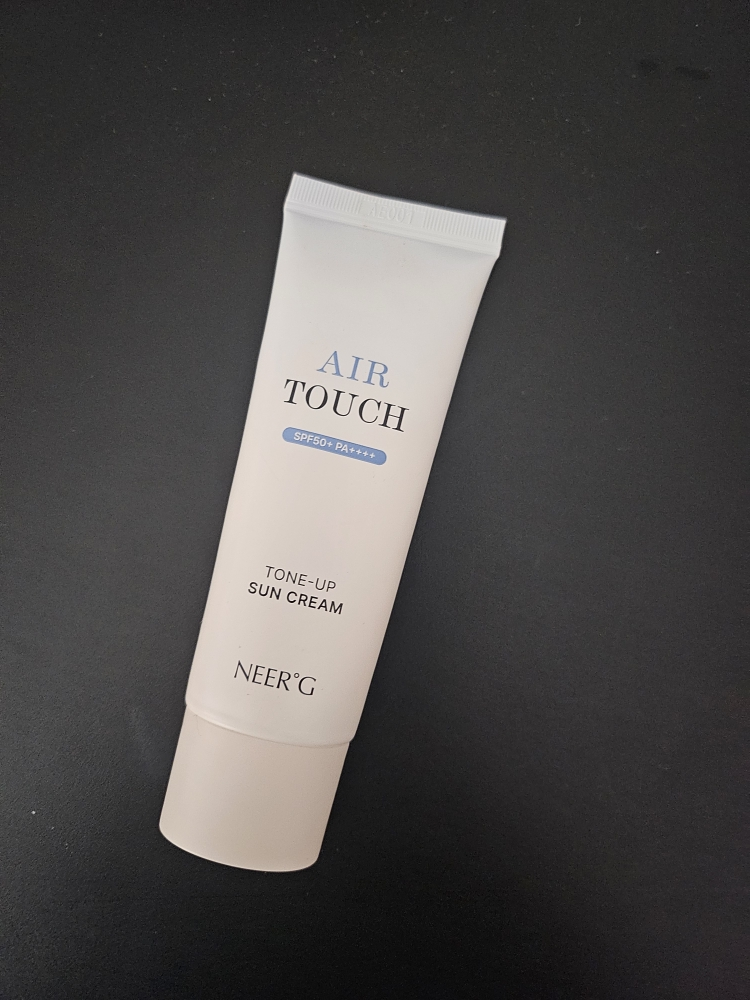 AIR
TOUCH
SPF50+ PA++++
TONE-UP
SUN CREAM
NEER°G